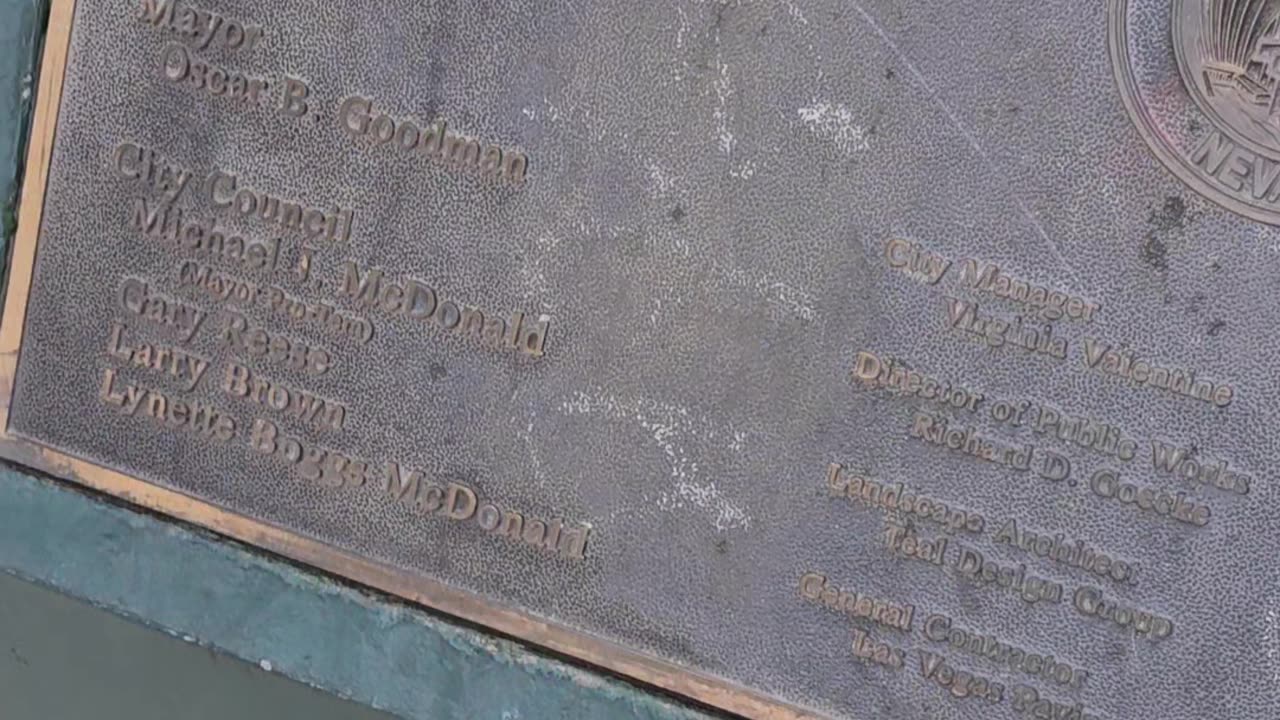 Mayor
Oscar B. Goodman
City Council
Michael J. McDonald
(Mayor Pro-Tem)
Gary Reese
Larry Brown
Lynette Boggs McDonald
City Manager
Virginia Valentine
Director of Public Works
Richard D. Goecke
Landscape Architect
Teal Design Group
General Contractor
Las Vegas